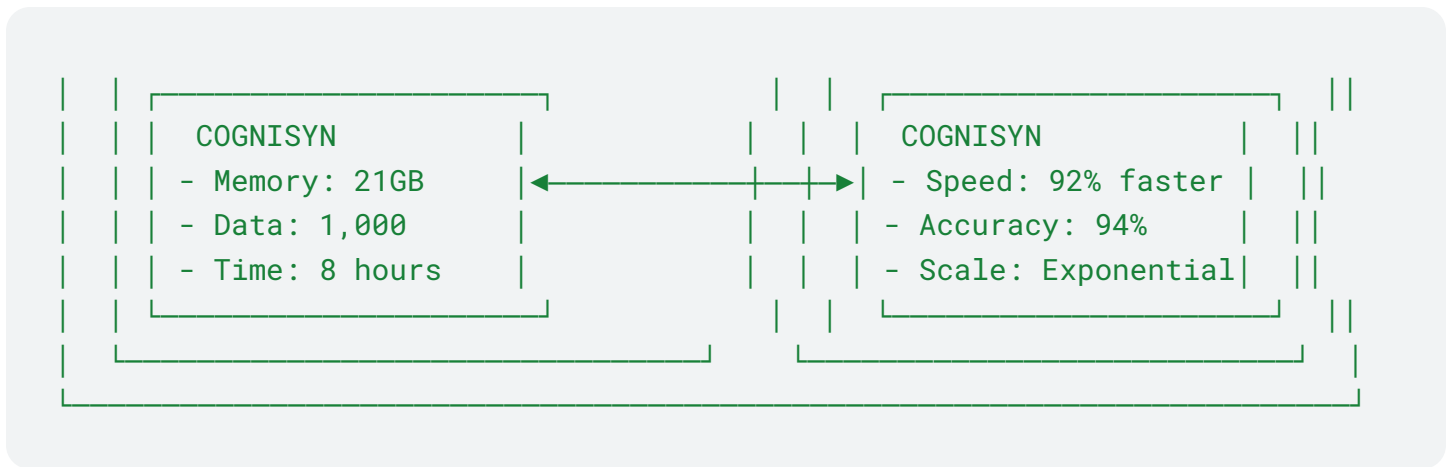 COGNISYN COGNISYN
- Memory: 21GB - Speed: 92% faster
- Data: 1,000 - Accuracy: 94%
- Time: 8 hours - Scale: Exponential